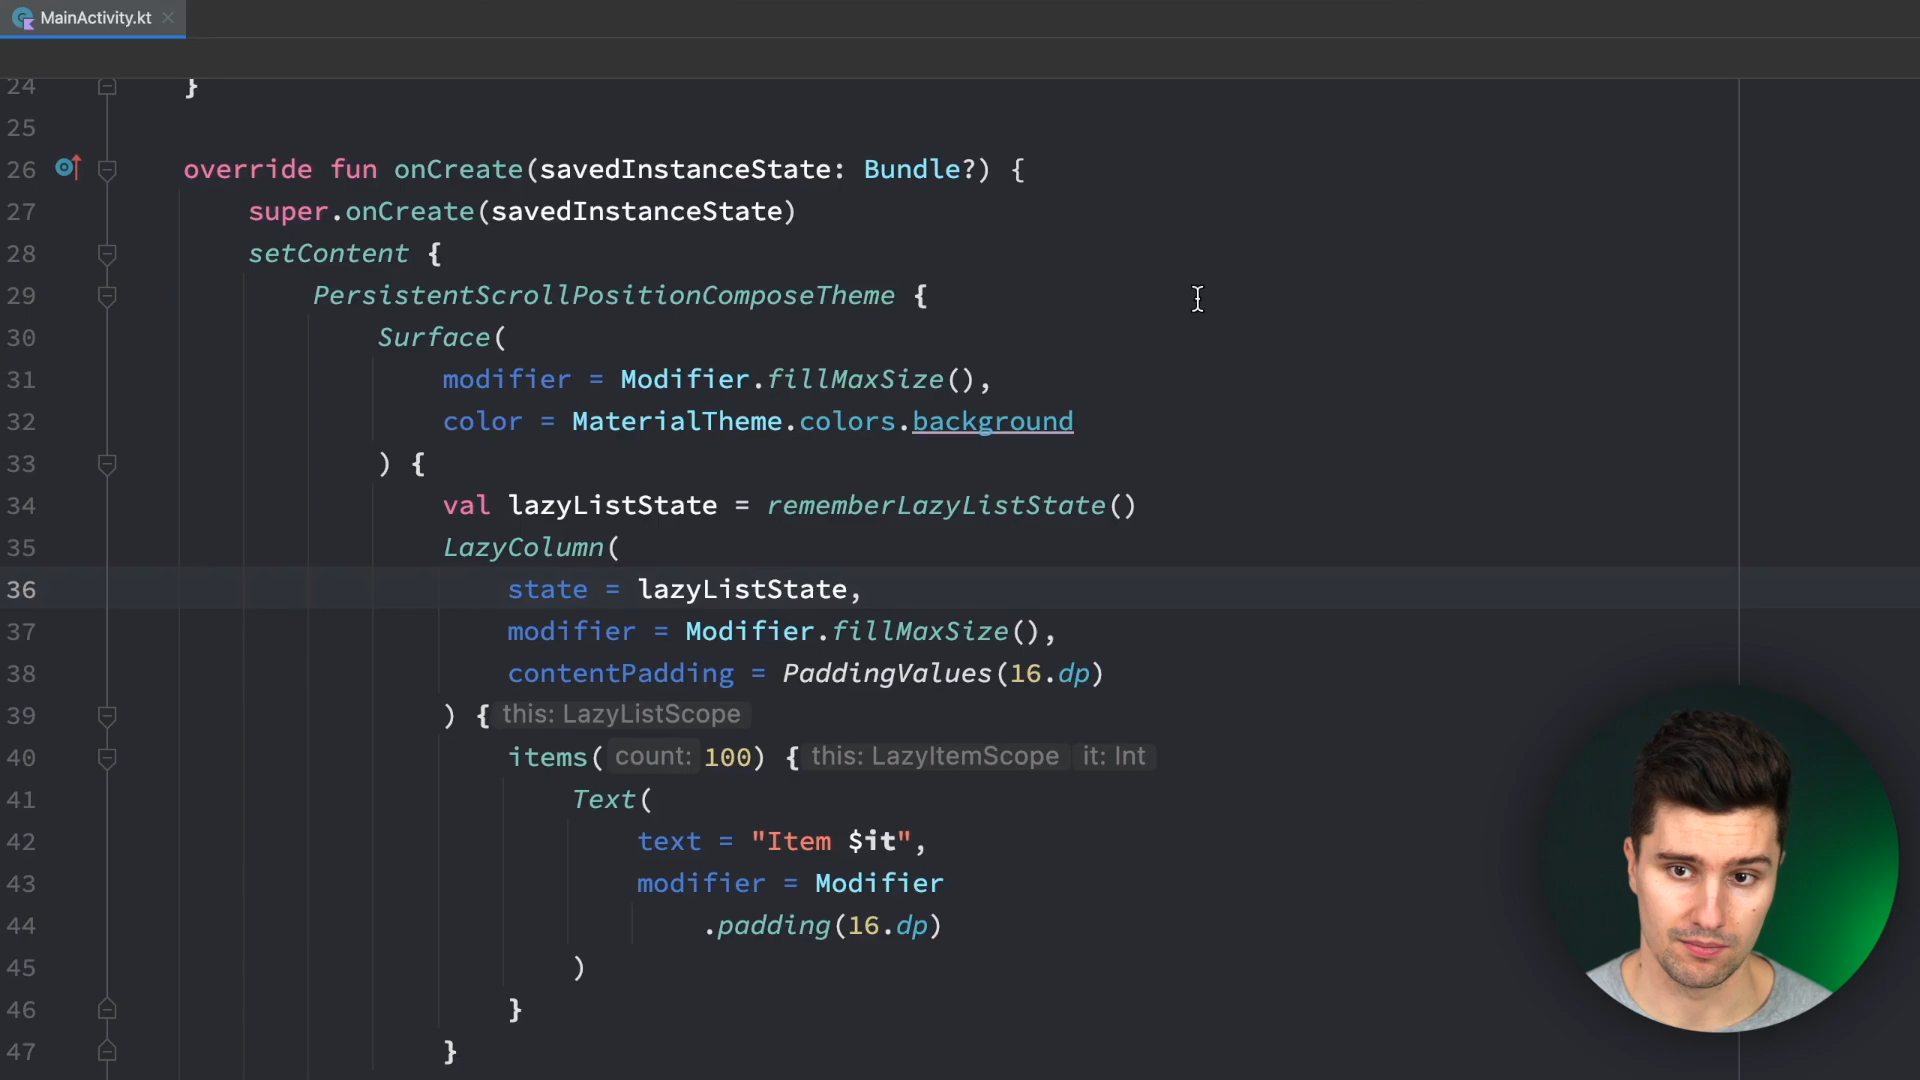 MainActivity.kt
24 }
25
26 override fun onCreate(savedInstanceState: Bundle?) {
27 super.onCreate(savedInstanceState)
28 setContent {
29 PersistentScrollPositionComposeTheme {
30 Surface(
31 modifier = Modifier.fillMaxSize(),
32 color = MaterialTheme.colors.background
33 ) {
34 val lazyListState = rememberLazyListState()
35 LazyColumn(
36 state = lazyListState,
37 modifier = Modifier.fillMaxSize(),
38 contentPadding = PaddingValues(16.dp)
39 ) { this: LazyListScope
40 items( count: 100) { this: LazyItemScope it: Int
41 Text(
42 text = "Item $it",
43 modifier = Modifier
44 .padding(16.dp)
45 )
46 }
47 }